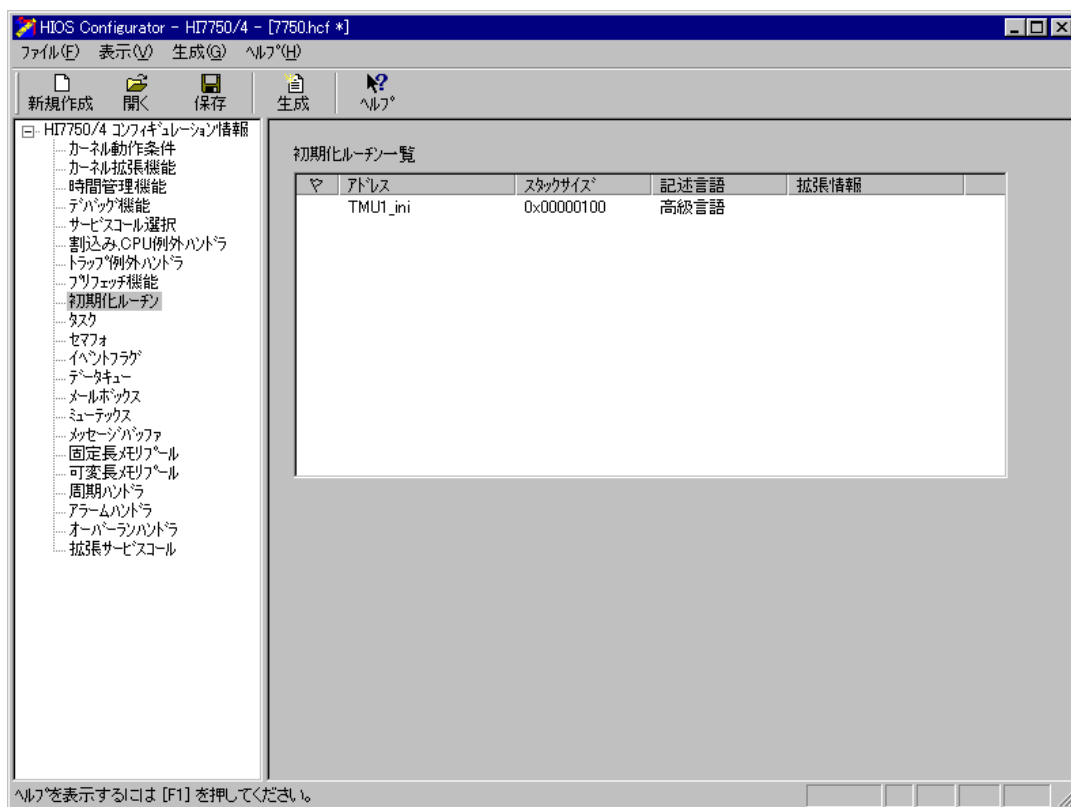 HIOS Configurator - HI7750/4 - [7750.hcf *]
ファイル(F) 表示(V) 生成(G) ヘルプ(H)
新規作成 開く 保存 生成 ヘルプ
HI7750/4 コンフィギュレーション情報
カーネル動作条件
カーネル拡張機能
時間管理機能
デバッグ機能
サービスコール選択
割込み,CPU例外ハンドラ
トラップ例外ハンドラ
プリフェッチ機能
初期化ルーチン
タスク
セマフォ
イベントフラグ
データキュー
メールボックス
ミューテックス
メッセージバッファ
固定長メモリプール
可変長メモリプール
周期ハンドラ
アラームハンドラ
オーバーランハンドラ
拡張サービスコール
初期化ルーチン一覧
アドレス スタックサイズ 記述言語 拡張情報
TMU1_ini 0x00000100 高級言語
ヘルプを表示するには [F1] を押してください。